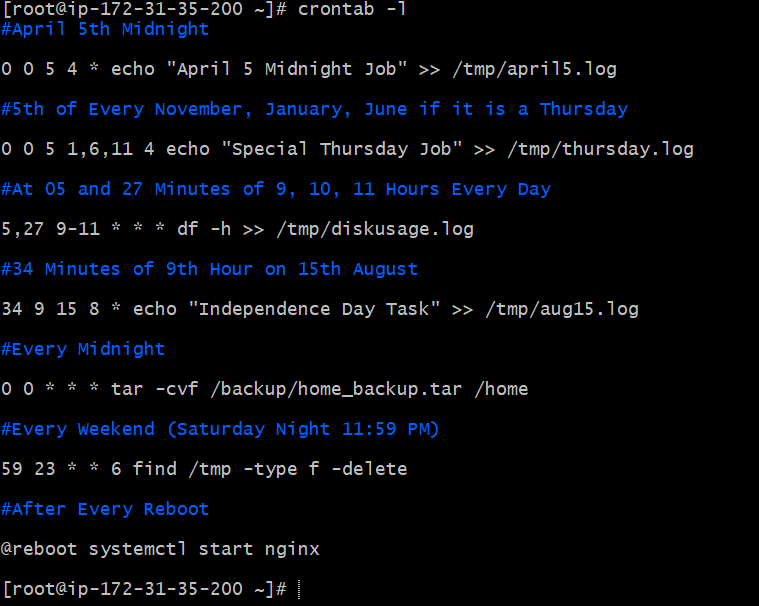 [root@ip-172-31-35-200 ~]# crontab -l
#April 5th Midnight
0 0 5 4 * echo "April 5 Midnight Job" >> /tmp/april5.log
#5th of Every November, January, June if it is a Thursday
0 0 5 1,6,11 4 echo "Special Thursday Job" >> /tmp/thursday.log
#At 05 and 27 Minutes of 9, 10, 11 Hours Every Day
5,27 9-11 * * * df -h >> /tmp/diskusage.log
#34 Minutes of 9th Hour on 15th August
34 9 15 8 * echo "Independence Day Task" >> /tmp/aug15.log
#Every Midnight
0 0 * * * tar -cvf /backup/home_backup.tar /home
#Every Weekend (Saturday Night 11:59 PM)
59 23 * * 6 find /tmp -type f -delete
#After Every Reboot
@reboot systemctl start nginx
[root@ip-172-31-35-200 ~]#